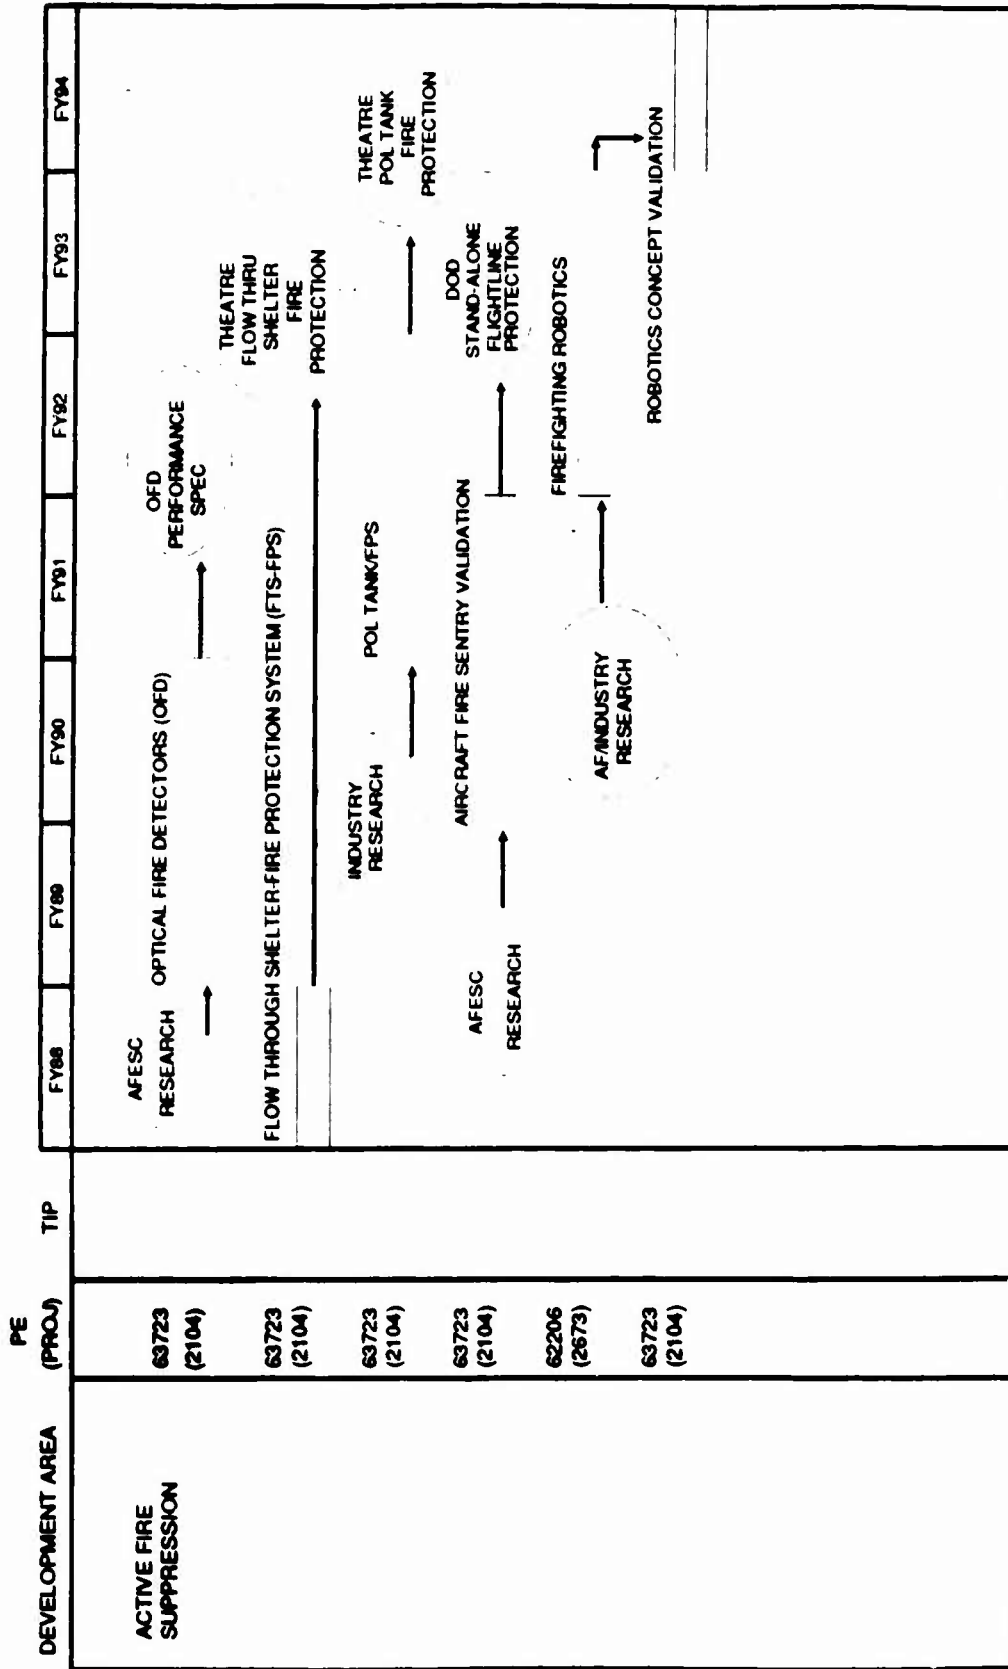 DEVELOPMENT AREA
PE
(PROJ)
TIP
FY88
FY89
FY90
FY91
FY92
FY93
FY94
ACTIVE FIRE
SUPPRESSION
63723
(2104)
AFESC
RESEARCH
OPTICAL FIRE DETECTORS (OFD)
OFD
PERFORMANCE
SPEC
63723
(2104)
FLOW THROUGH SHELTER-FIRE PROTECTION SYSTEM (FTS-FPS)
THEATRE
FLOW THRU
SHELTER
FIRE
PROTECTION
63723
(2104)
INDUSTRY
RESEARCH
POL TANK/FPS
THEATRE
POL TANK
FIRE
PROTECTION
63723
(2104)
AFESC
RESEARCH
AIRCRAFT FIRE SENTRY VALIDATION
DOD
STAND-ALONE
FLIGHTLINE
PROTECTION
62206
(2673)
AF/INDUSTRY
RESEARCH
FIREFIGHTING ROBOTICS
63723
(2104)
ROBOTICS CONCEPT VALIDATION